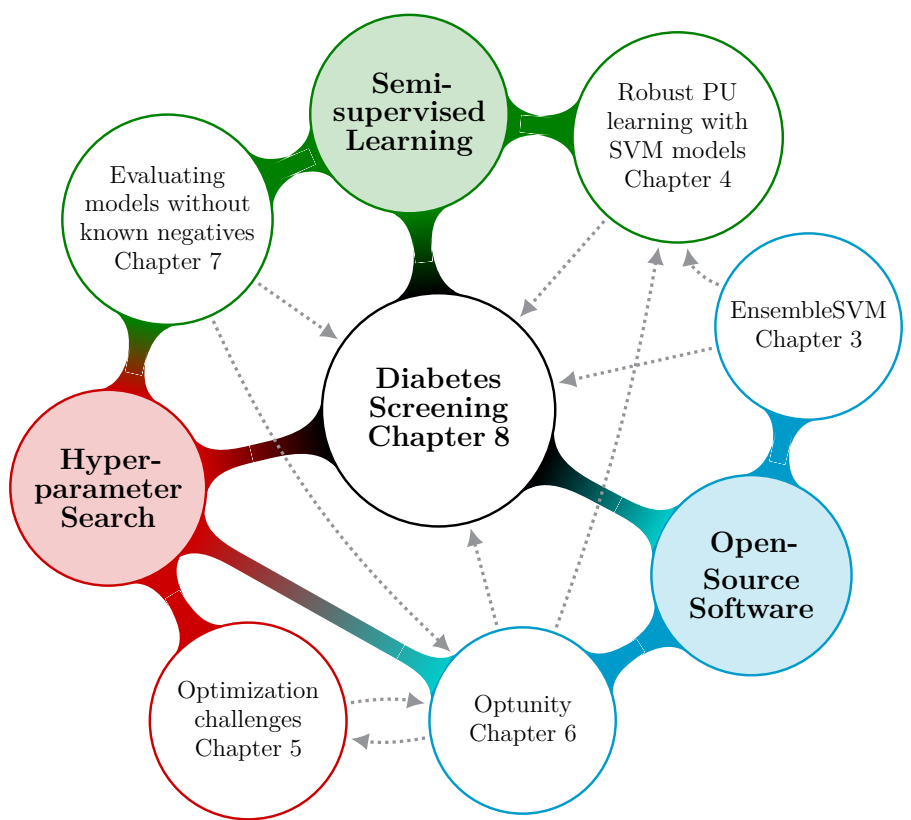 Semi-
supervised
Learning
Robust PU
learning with
SVM models
Chapter 4
Evaluating
models without
known negatives
Chapter 7
EnsembleSVM
Chapter 3
Diabetes
Screening
Chapter 8
Hyper-
parameter
Search
Open-
Source
Software
Optimization
challenges
Chapter 5
Optunity
Chapter 6